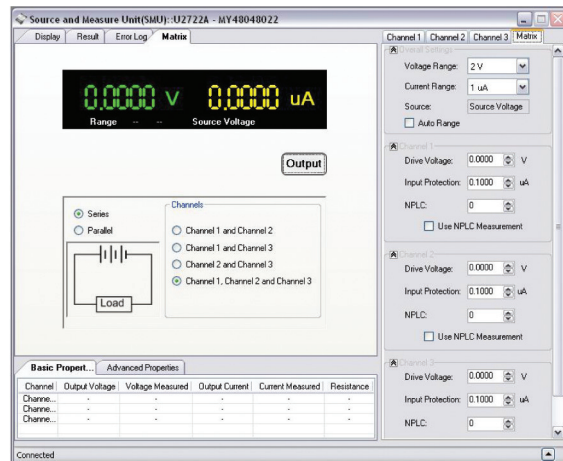 Source and Measure Unit(SMU)::U2722A - MY48048022
Display Result Error Log Matrix
0.0000 V 0.0000 uA
Range -- -- Source Voltage
Output
Series
Parallel
Load
Channels
Channel 1 and Channel 2
Channel 1 and Channel 3
Channel 2 and Channel 3
Channel 1, Channel 2 and Channel 3
Basic Propert... Advanced Properties
Channel Output Voltage Voltage Measured Output Current Current Measured Resistance
Channe... - - - - -
Channe... - - - - -
Channe... - - - - -
Channel 1 Channel 2 Channel 3 Matrix
Overall Settings
Voltage Range: 2 V
Current Range: 1 uA
Source: Source Voltage
Auto Range
Channel 1
Drive Voltage: 0.0000 V
Input Protection: 0.1000 uA
NPLC: 0
Use NPLC Measurement
Channel 2
Drive Voltage: 0.0000 V
Input Protection: 0.1000 uA
NPLC: 0
Use NPLC Measurement
Channel 3
Drive Voltage: 0.0000 V
Input Protection: 0.1000 uA
NPLC: 0
Connected